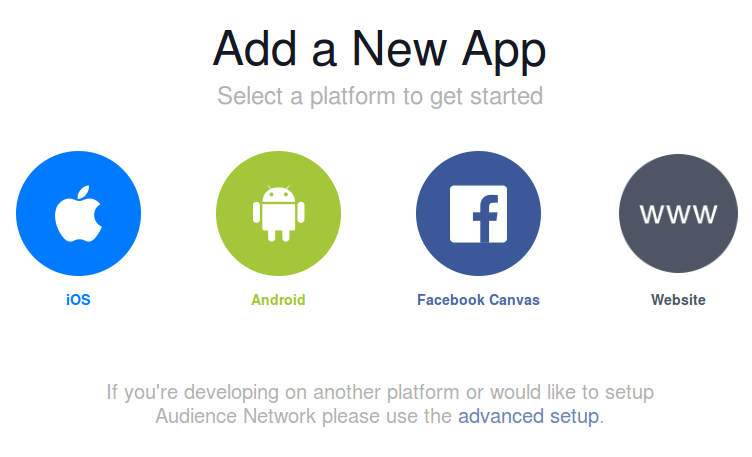 Add a New App
Select a platform to get started
www
iOS
Android
Facebook Canvas
Website
If you're developing on another platform or would like to setup
Audience Network please use the advanced setup.